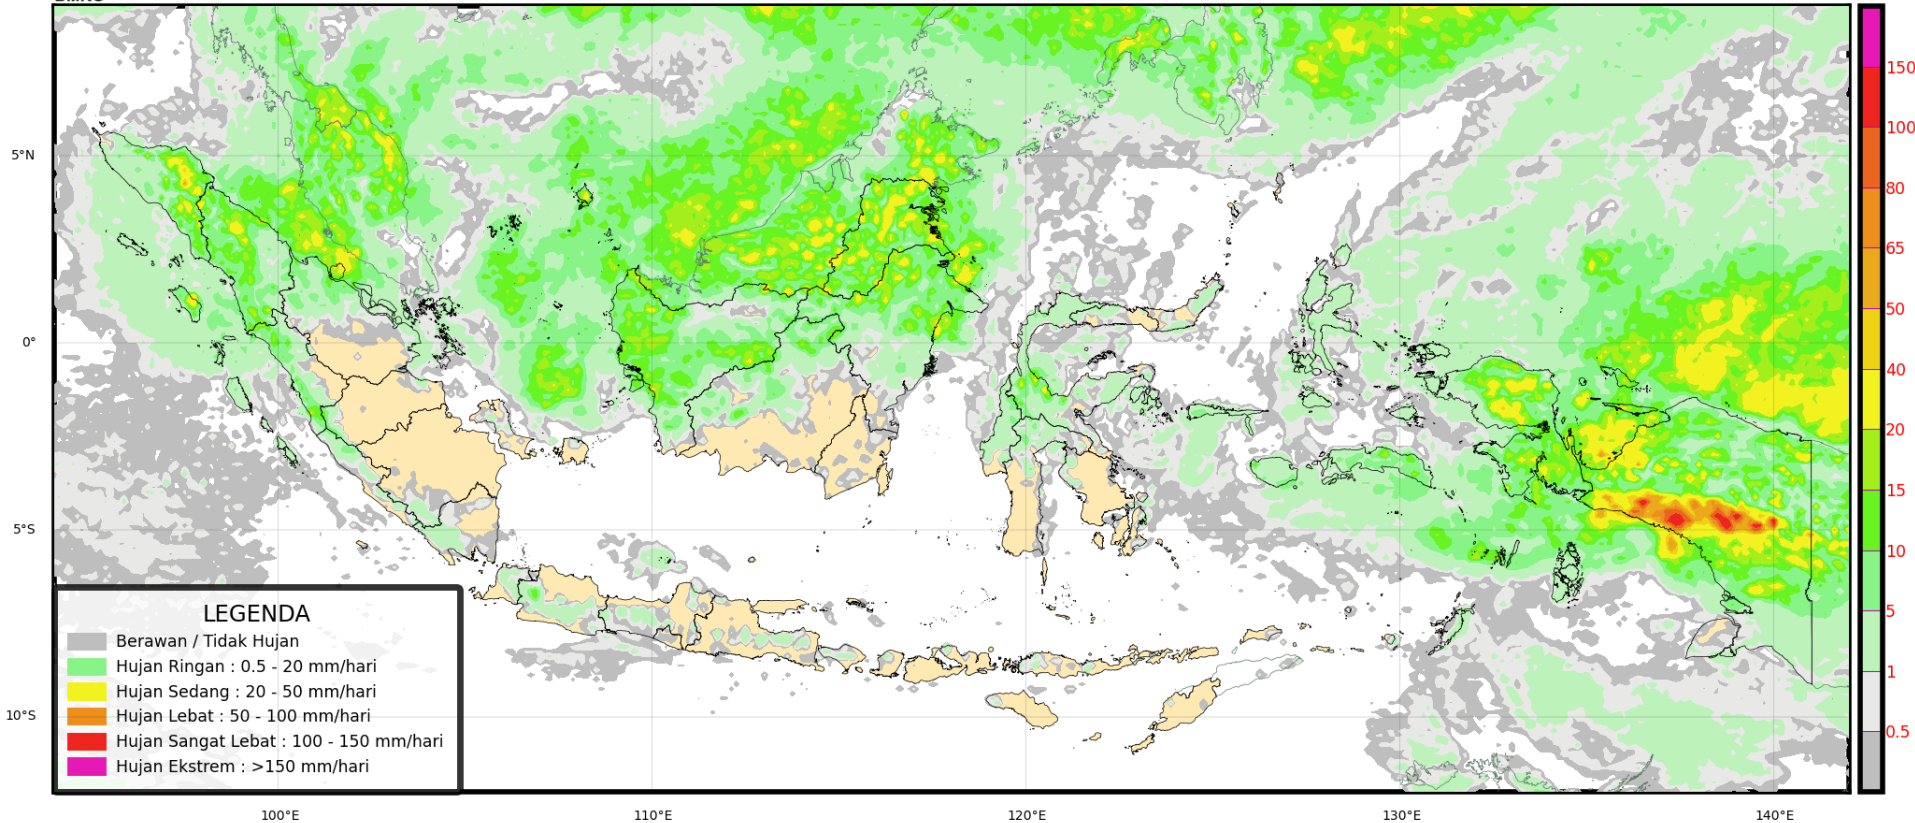 150
100
80
65
50
40
20
15
10
5
1
0.5
5°N
0°
5°S
10°S
LEGENDA
Berawan / Tidak Hujan
Hujan Ringan : 0.5 - 20 mm/hari
Hujan Sedang : 20 - 50 mm/hari
Hujan Lebat : 50 - 100 mm/hari
Hujan Sangat Lebat : 100 - 150 mm/hari
Hujan Ekstrem : >150 mm/hari
100°E
110°E
120°E
130°E
140°E